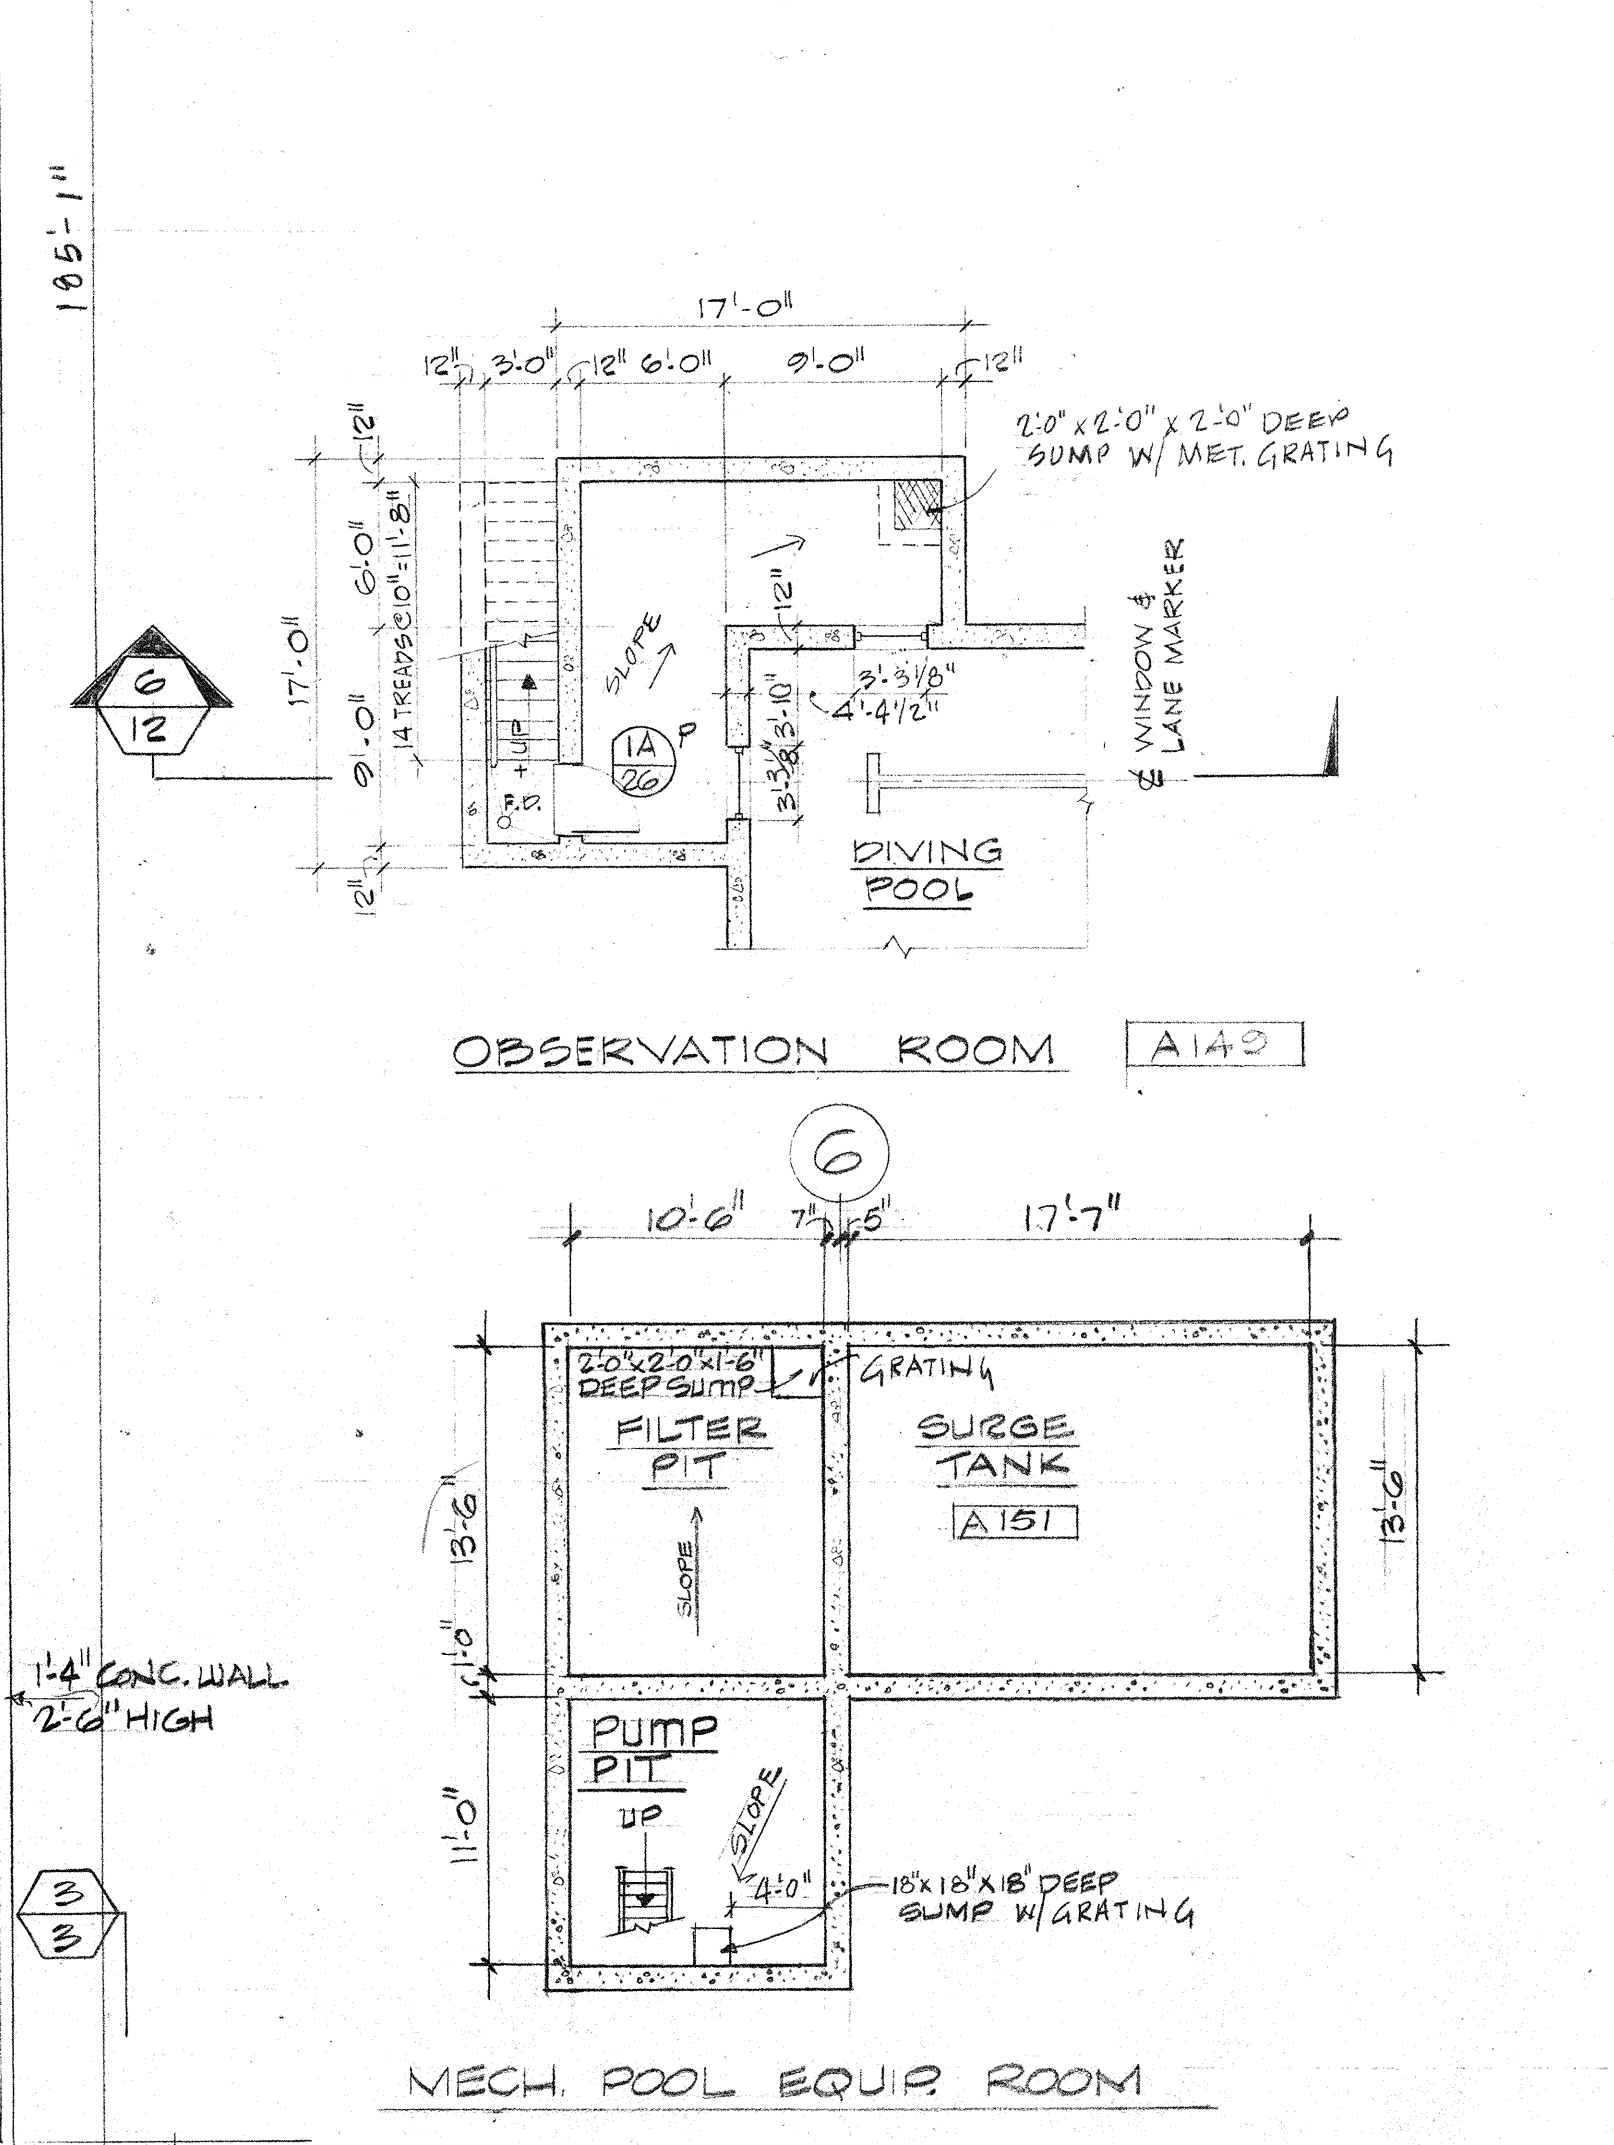 185'-1"
17'-0"
12" 3'-0" 12" 6'-0" 9'-0" 12"
2'-0" x 2'-0" x 2'-0" DEEP
SUMP W/ MET. GRATING
12"
6'-0"
14 TREADS@10"=11'-8"
17'-0"
9'-0"
12"
6
12
SLOPE
UP
F.D.
1A
26
P
12"
3'-10"
3'-3 1/8"
3'-3 1/8"
4'-4 1/2"
℄ WINDOW &
LANE MARKER
DIVING
POOL
OBSERVATION ROOM A149
6
10'-6" 7" 5" 17'-7"
2'-0"x2'-0"x1'-6"
DEEP SUMP
GRATING
FILTER
PIT
SLOPE
SURGE
TANK
A151
13'-6"
13'-6"
1'-0"
1'-4" CONC. WALL
2'-6" HIGH
PUMP
PIT
UP
SLOPE
11'-0"
4'-0"
18"x18"x18" DEEP
SUMP W/ GRATING
3
3
MECH. POOL EQUIP. ROOM